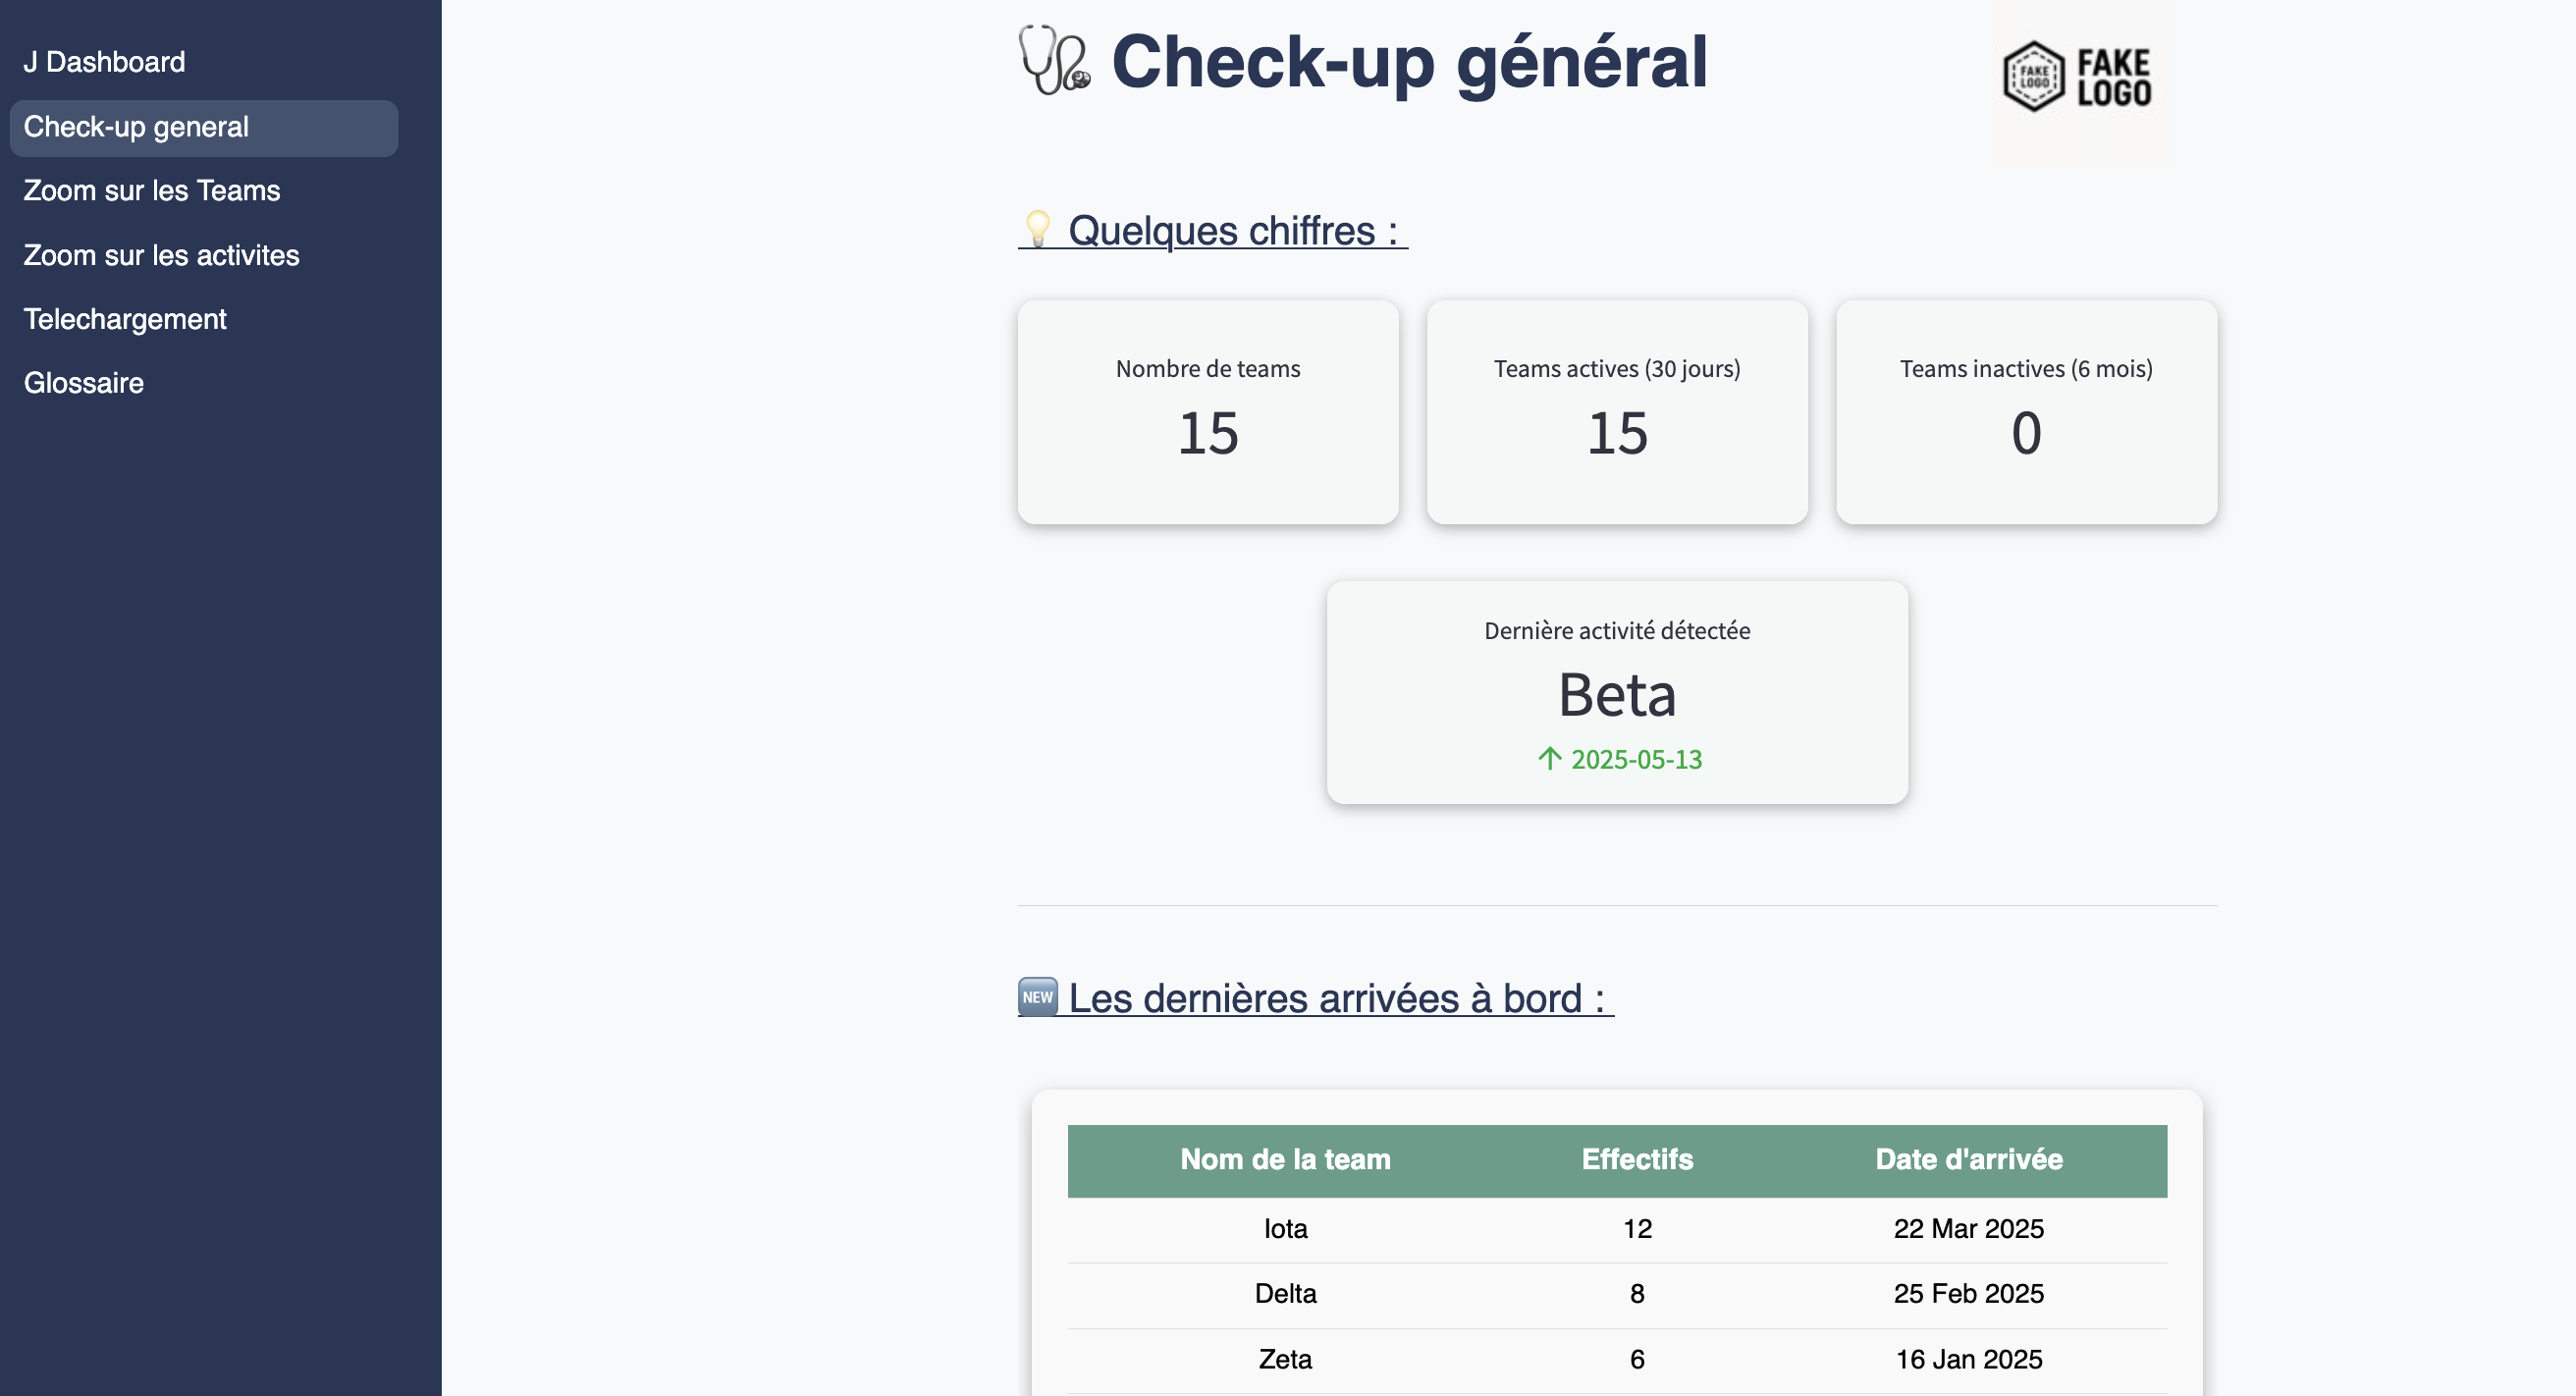 J Dashboard
Check-up general
Zoom sur les Teams
Zoom sur les activites
Telechargement
Glossaire
Check-up général
FAKE LOGO
FAKE
LOGO
Quelques chiffres :
Nombre de teams
15
Teams actives (30 jours)
15
Teams inactives (6 mois)
0
Dernière activité détectée
Beta
↑ 2025-05-13
NEW Les dernières arrivées à bord :
Nom de la team Effectifs Date d'arrivée
Iota 12 22 Mar 2025
Delta 8 25 Feb 2025
Zeta 6 16 Jan 2025